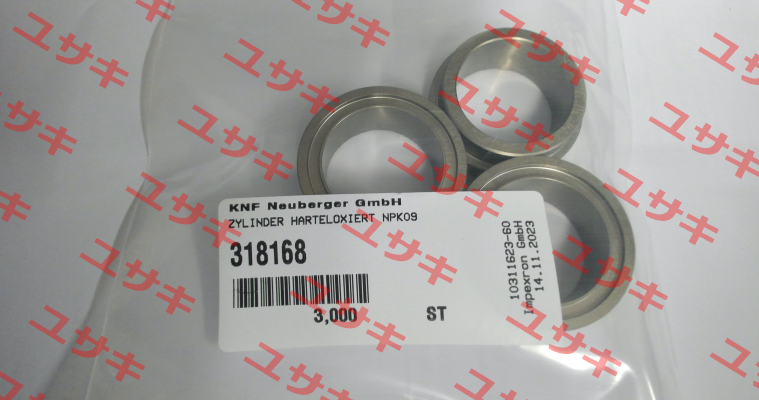 KNF Neuberger GmbH
ZYLINDER HARTELOXIERT NPK09
318168
3,000 ST
10311623-60
Impexron GmbH
14.11.2023
ユサキ